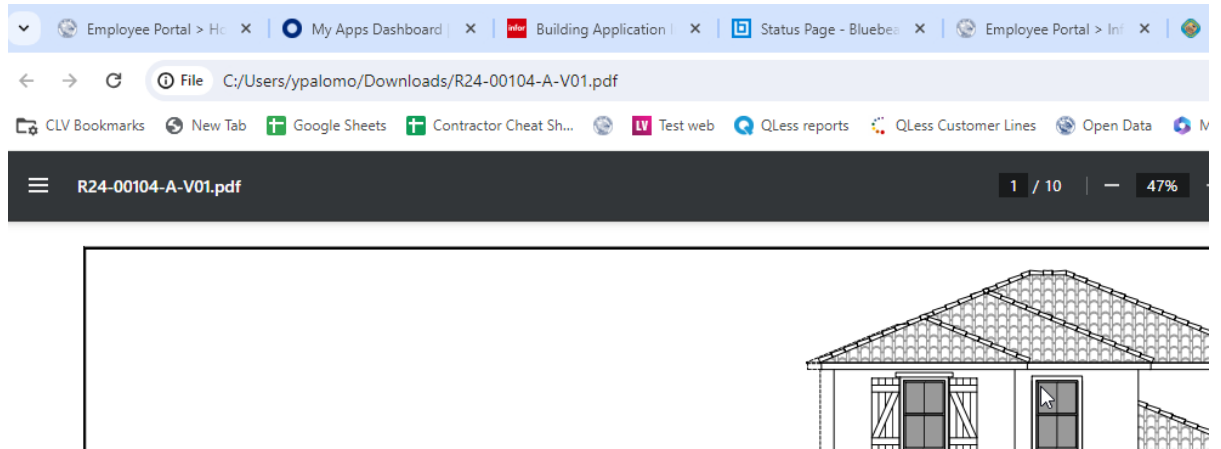 Employee Portal > Ho
My Apps Dashboard |
infor Building Application
Status Page - Bluebea
Employee Portal > Inf
File C:/Users/ypalomo/Downloads/R24-00104-A-V01.pdf
CLV Bookmarks New Tab Google Sheets Contractor Cheat Sh... LV Test web QLess reports QLess Customer Lines Open Data M
R24-00104-A-V01.pdf 1 / 10 47%